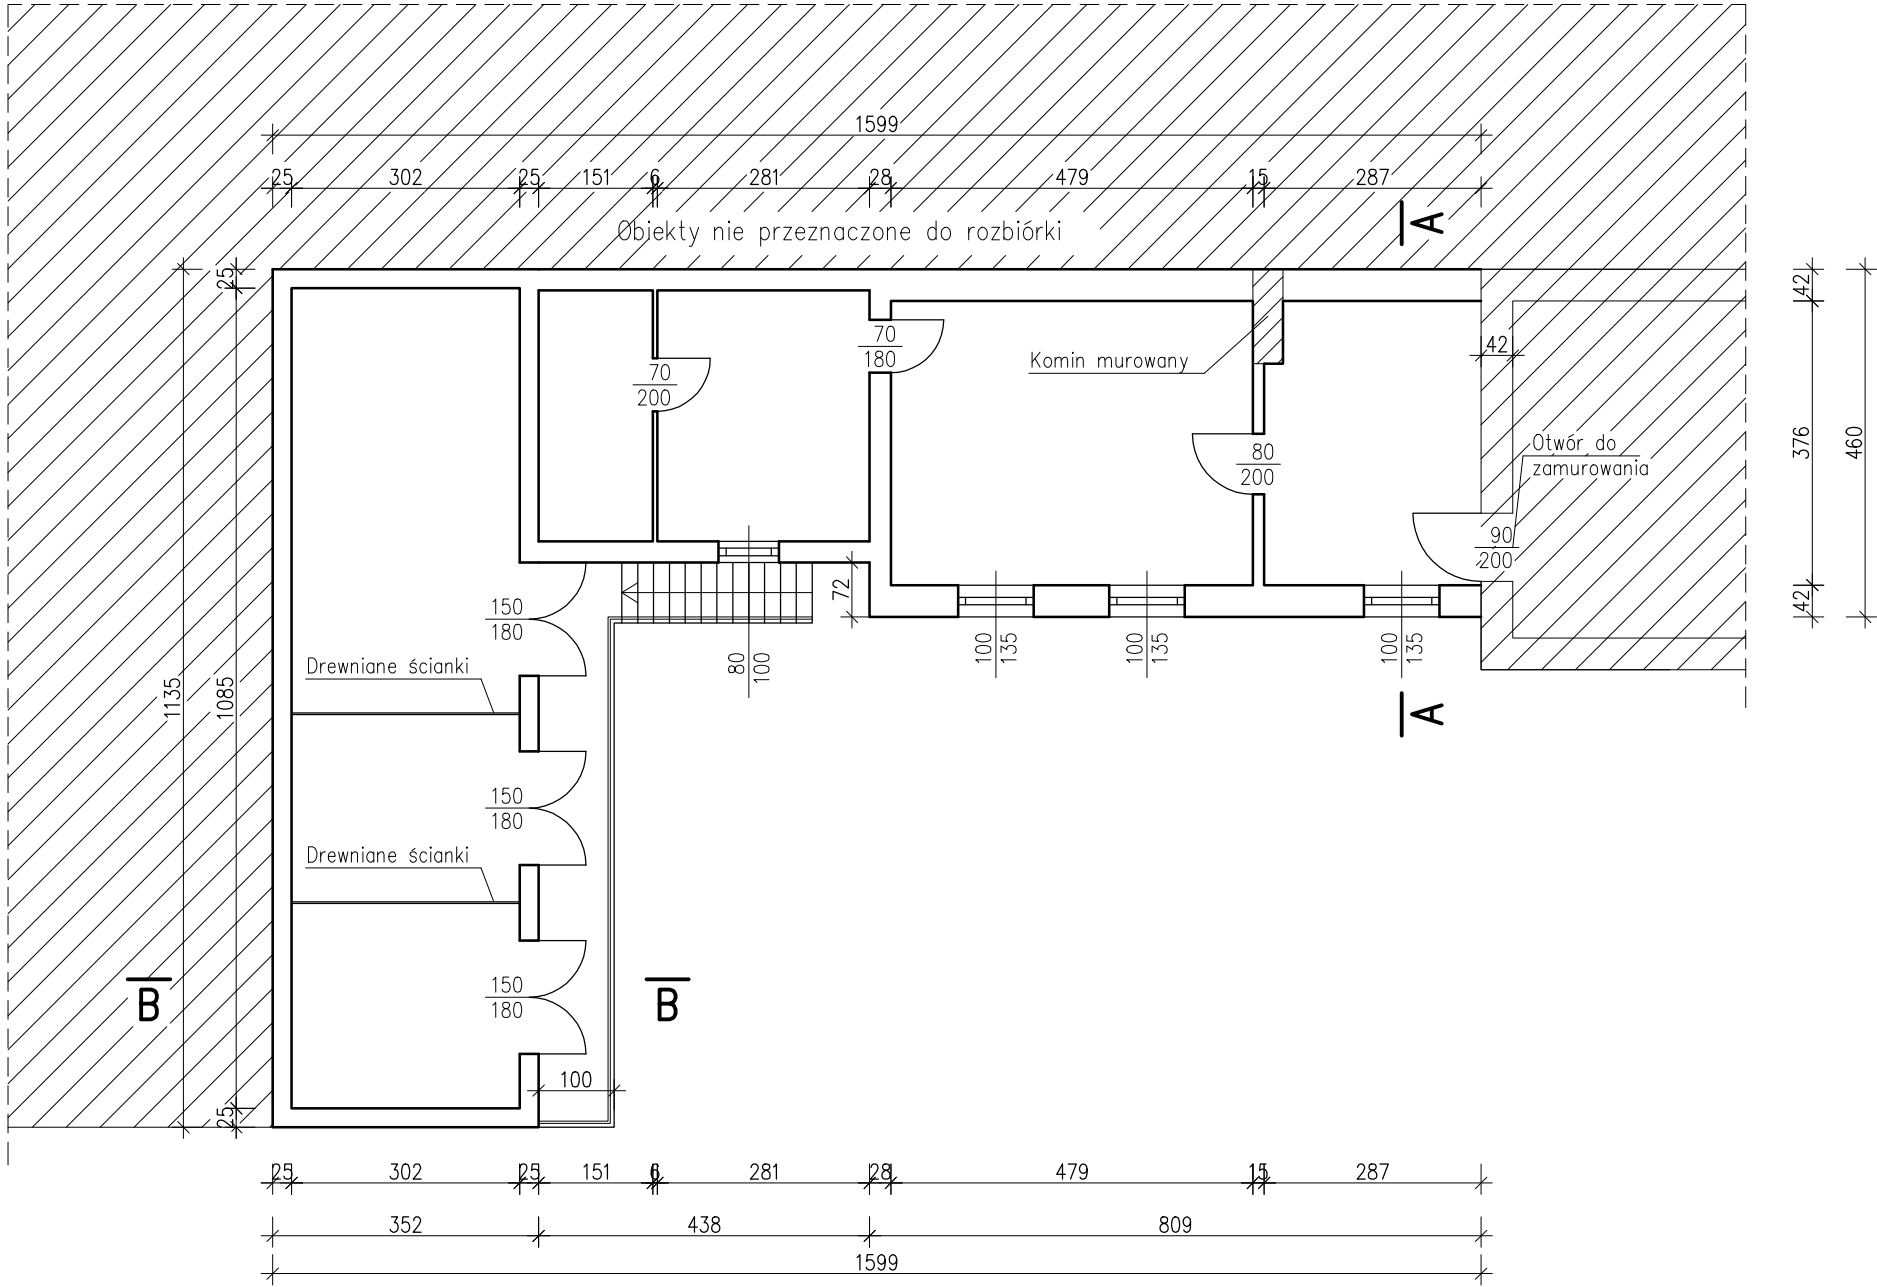 1599
25 302 25 151 6 281 28 479 15 287
A
Obiekty nie przeznaczone do rozbiórki
25
42
42
70
180
Komin murowany
70
200
376
460
Otwór do
zamurowania
80
200
90
200
72
42
150
180
100
135
100
135
100
135
80
100
Drewniane ścianki
1135
1085
A
150
180
Drewniane ścianki
150
180
B
B
100
25
25 302 25 151 6 281 28 479 15 287
352 438 809
1599